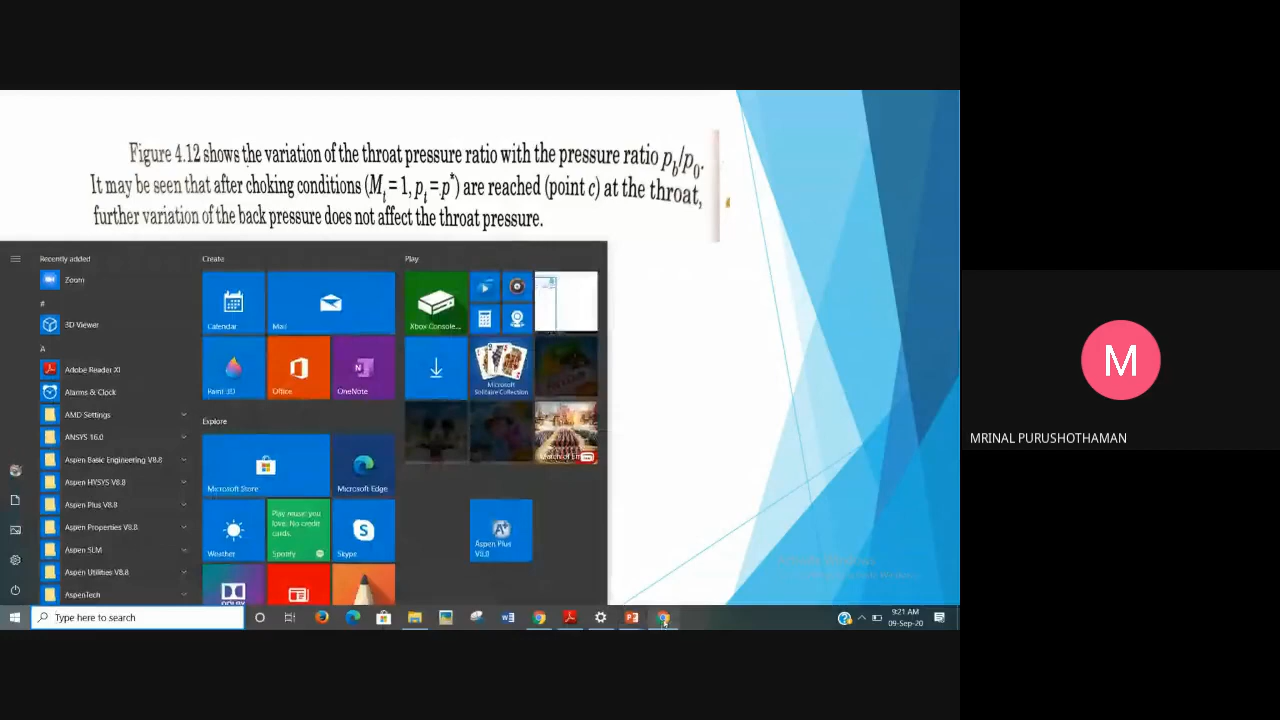 Figure 4.12 shows the variation of the throat pressure ratio with the pressure ratio p_b/p_0.
It may be seen that after choking conditions (M_t = 1, p_t = p*) are reached (point c) at the throat,
further variation of the back pressure does not affect the throat pressure.
Recently added
Zoom
#
3D Viewer
A
Adobe Reader XI
Alarms & Clock
AMD Settings
ANSYS 16.0
Aspen Basic Engineering V8.8
Aspen HYSYS V8.8
Aspen Plus V8.8
Aspen Properties V8.8
Aspen SLM
Aspen Utilities V8.8
AspenTech
Create
Calendar
Mail
Paint 3D
Office
OneNote
Explore
Microsoft Store
Microsoft Edge
Weather
Play music you
love. No credit
cards.
Spotify
Skype
DOLBY
Play
Xbox Console...
Microsoft
Solitaire Collection
Aspen Plus
V8.8
Type here to search
9:21 AM
09-Sep-20
M
MRINAL PURUSHOTHAMAN